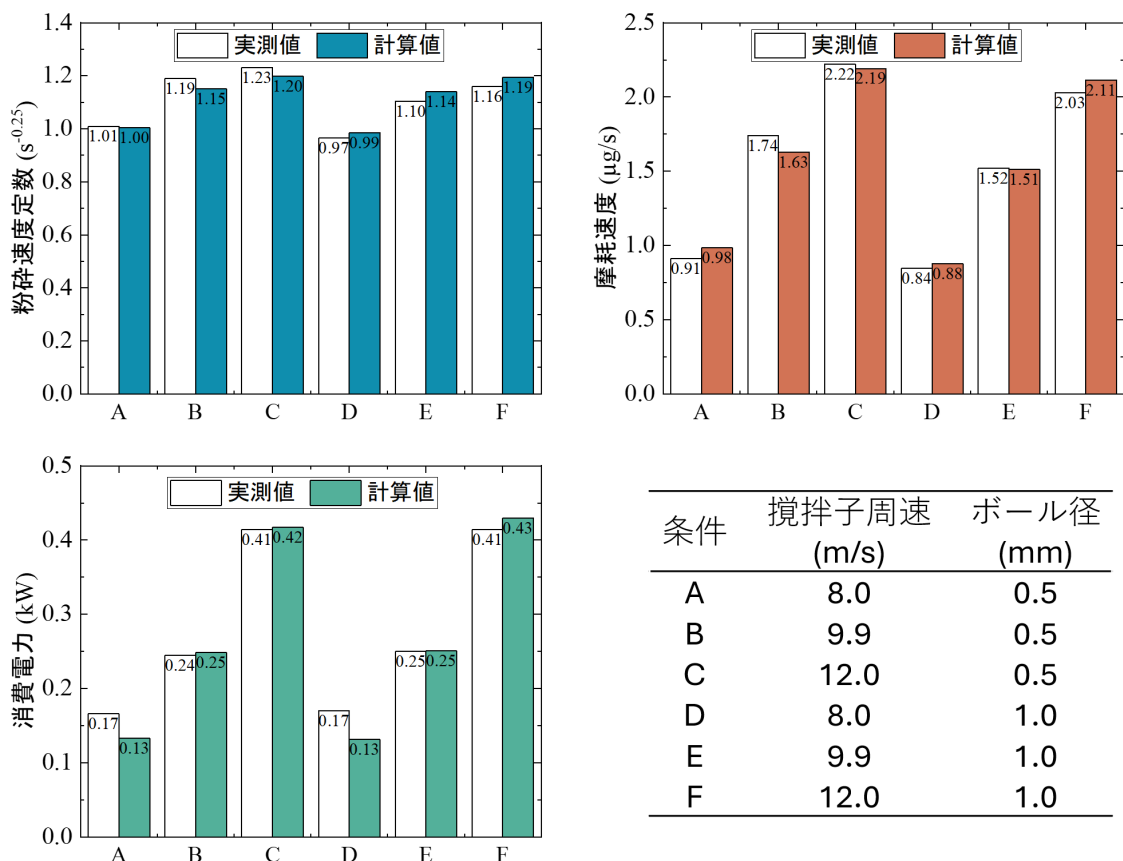 1.4
1.2
1.0
0.8
0.6
0.4
0.2
0.0
粉砕速度定数 (s-0.25)
実測値 計算値
1.01 1.00 1.19 1.15 1.23 1.20 0.97 0.99 1.10 1.14 1.16 1.19
A B C D E F
2.5
2.0
1.5
1.0
0.5
0.0
摩耗速度 (μg/s)
実測値 計算値
0.91 0.98 1.74 1.63 2.22 2.19 0.84 0.88 1.52 1.51 2.03 2.11
A B C D E F
0.5
0.4
0.3
0.2
0.1
0.0
消費電力 (kW)
実測値 計算値
0.17 0.13 0.24 0.25 0.41 0.42 0.17 0.13 0.25 0.25 0.41 0.43
A B C D E F
条件 撹拌子周速 ボール径
(m/s) (mm)
A 8.0 0.5
B 9.9 0.5
C 12.0 0.5
D 8.0 1.0
E 9.9 1.0
F 12.0 1.0